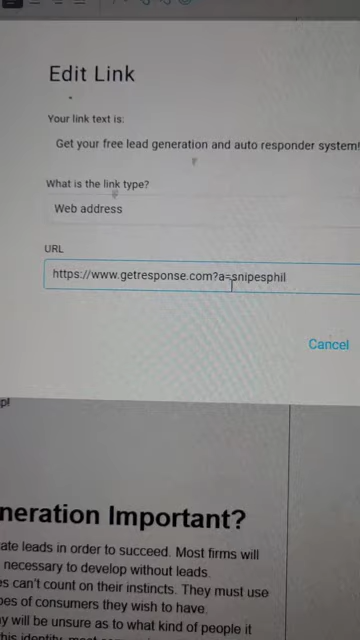 Edit Link
Your link text is:
Get your free lead generation and auto responder system!
What is the link type?
Web address
URL
https://www.getresponse.com?a=snipesphil
Cancel
neration Important?
ate leads in order to succeed. Most firms will
necessary to develop without leads.
es can't count on their instincts. They must use
pes of consumers they wish to have.
y will be unsure as to what kind of people it